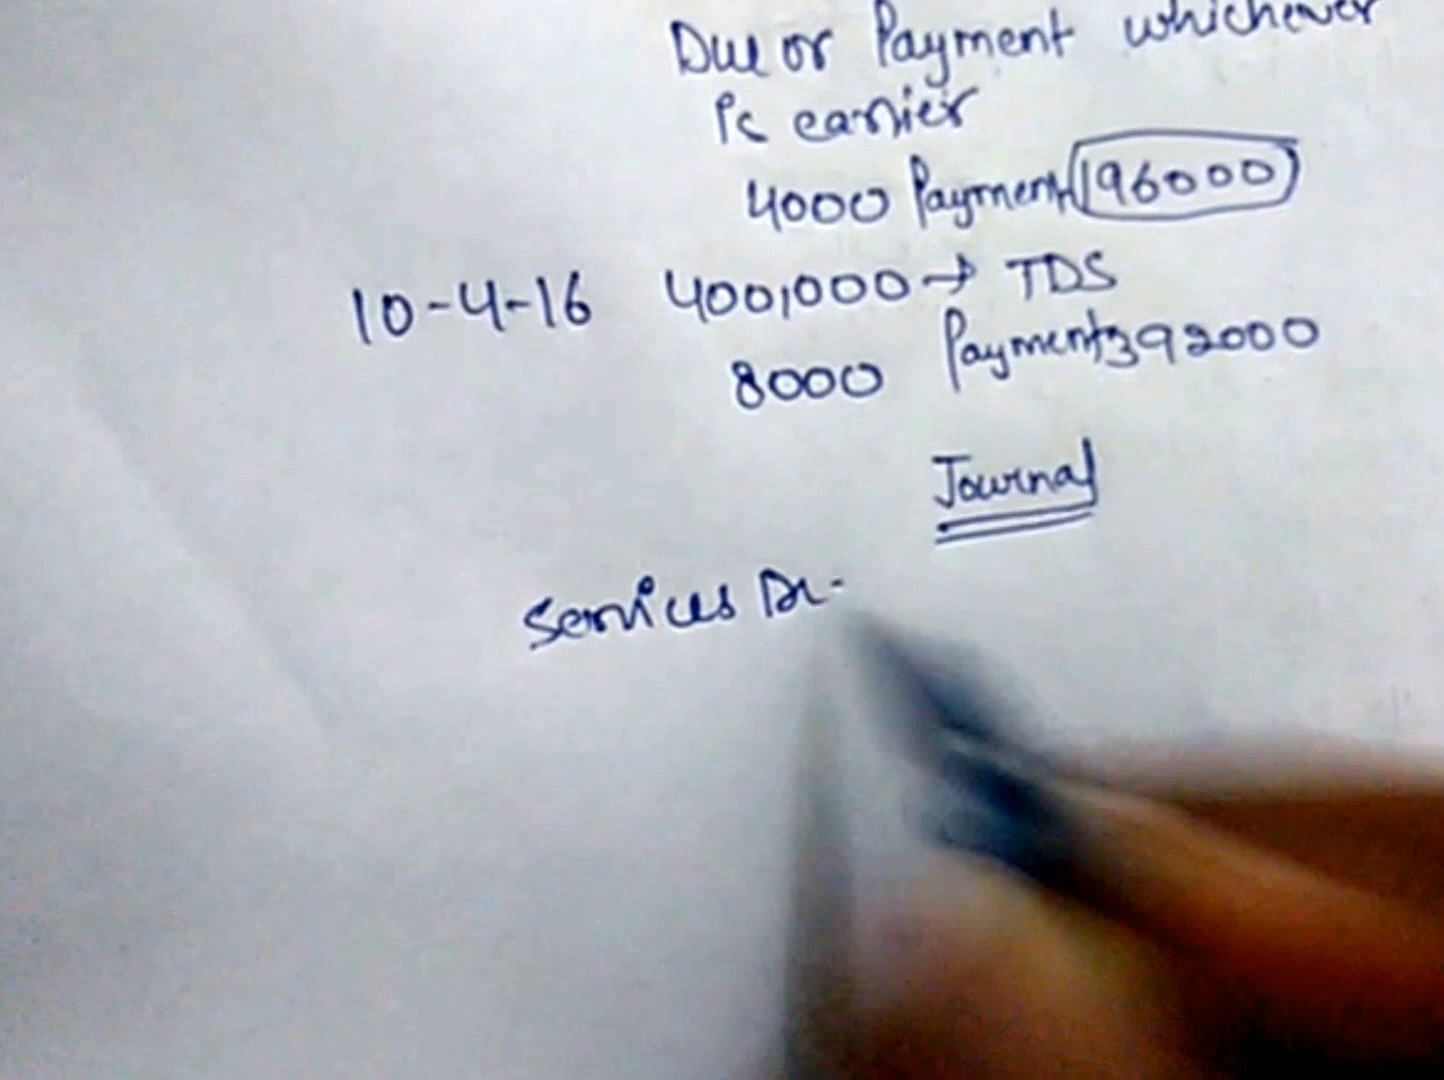 Due or Payment whichever
is earlier
4000 Payment 196000
10-4-16 400,000 → TDS
8000 Payment 392000
Journal
Services Dr.